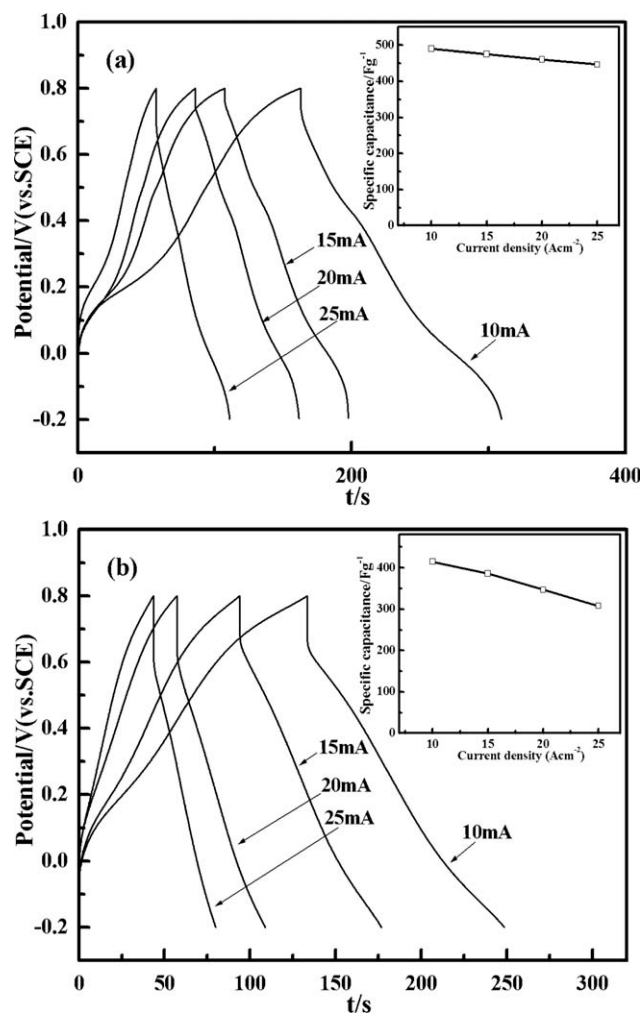 (a)
Potential/V(vs.SCE)
0.8
0.6
0.4
0.2
0.0
-0.2
0 200 400
t/s
15mA
20mA
25mA
10mA
Specific capacitance/Fg⁻¹
500
400
300
200
100
0
10 15 20 25
Current density (Acm⁻²)
(b)
Potential/V(vs.SCE)
1.0
0.8
0.6
0.4
0.2
0.0
-0.2
0 50 100 150 200 250 300
t/s
15mA
20mA
25mA
10mA
Specific capacitance/Fg⁻¹
400
300
200
100
0
10 15 20 25
Current density (Acm⁻²)